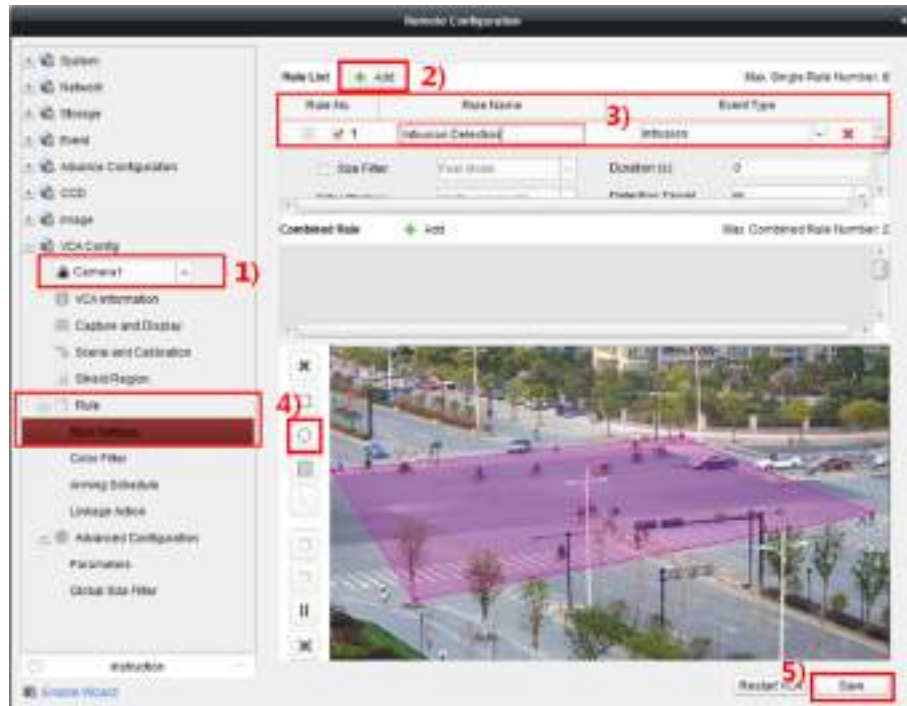 Remote Configuration
System
Network
Storage
Event
Advance Configuration
CCD
Image
VCA Config
Camera1
1)
VCA Information
Capture and Display
Scene and Calibration
Shield Region
Rule
Rule Settings
Color Filter
Arming Schedule
Linkage Action
Advanced Configuration
Parameters
Global Size Filter
Instruction
Enable Wizard
Rule List
Add
2)
Max. Single Rule Number: 8
Rule No.
Rule Name
Event Type
3)
1
Intrusion Detection
Intrusion
Size Filter
Duration (s):
0
Detection Target
Combined Rule
Add
Max. Combined Rule Number: 2
4)
5)
Restart VCA
Save